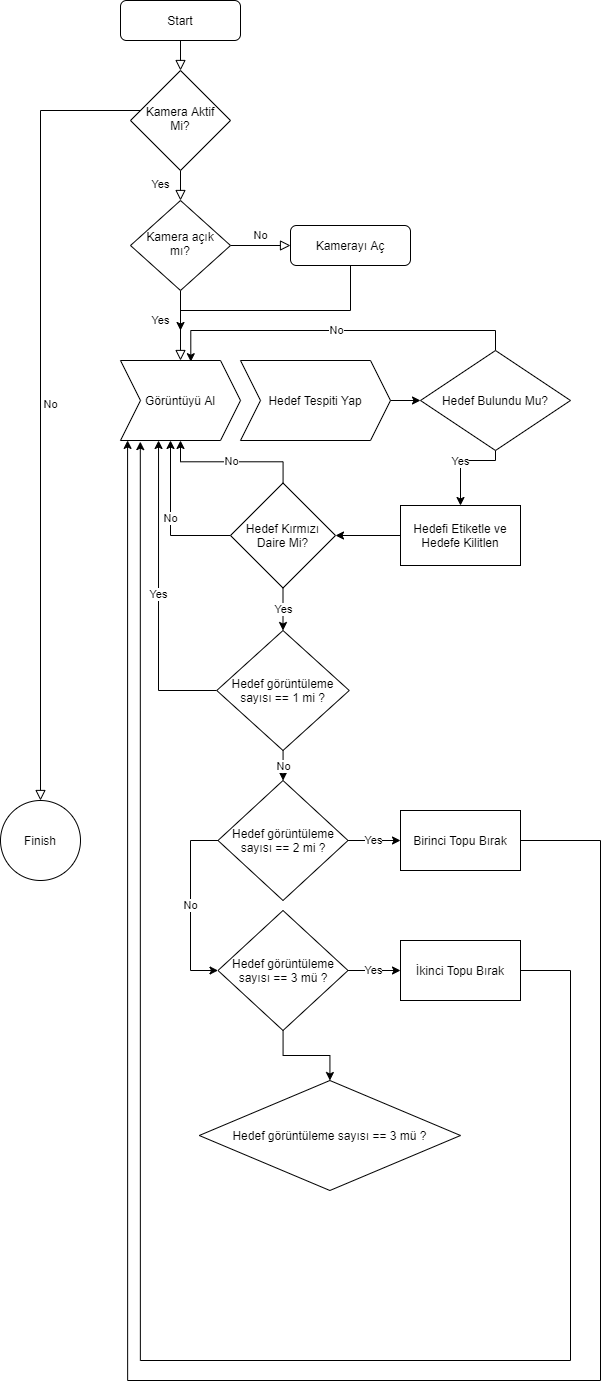 Start
Kamera Aktif
Mi?
Yes
Kamera açık
mı?
No
Kamerayı Aç
Yes
No
Görüntüyü Al
Hedef Tespiti Yap
Hedef Bulundu Mu?
No
Yes
No
No
Hedef Kırmızı
Daire Mi?
Hedefi Etiketle ve
Hedefe Kilitlen
Yes
Yes
Hedef görüntüleme
sayısı == 1 mi ?
No
Finish
Hedef görüntüleme
sayısı == 2 mi ?
Yes
Birinci Topu Bırak
No
Hedef görüntüleme
sayısı == 3 mü ?
Yes
İkinci Topu Bırak
Hedef görüntüleme sayısı == 3 mü ?